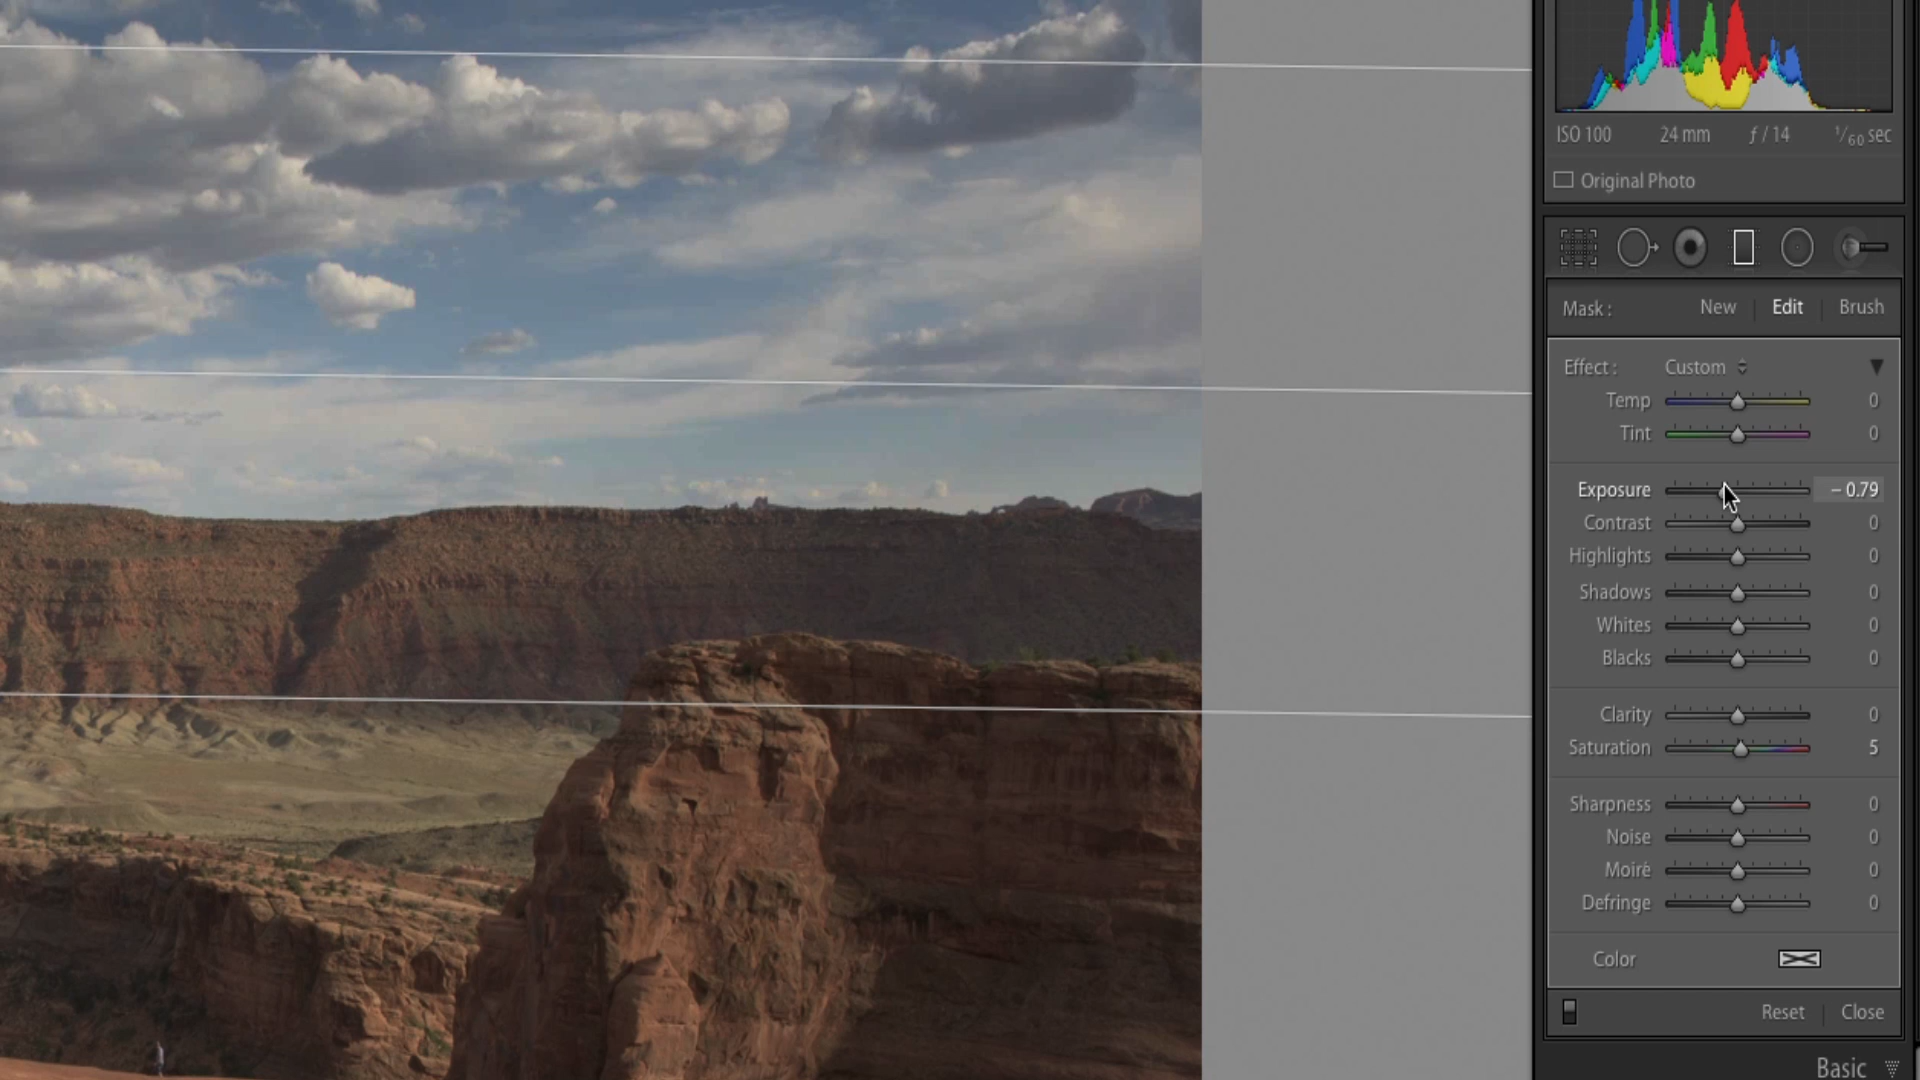 ISO 100 24 mm ƒ / 14 1/60 sec
Original Photo
Mask : New Edit Brush
Effect : Custom
Temp 0
Tint 0
Exposure – 0.79
Contrast 0
Highlights 0
Shadows 0
Whites 0
Blacks 0
Clarity 0
Saturation 5
Sharpness 0
Noise 0
Moiré 0
Defringe 0
Color
Reset Close
Basic